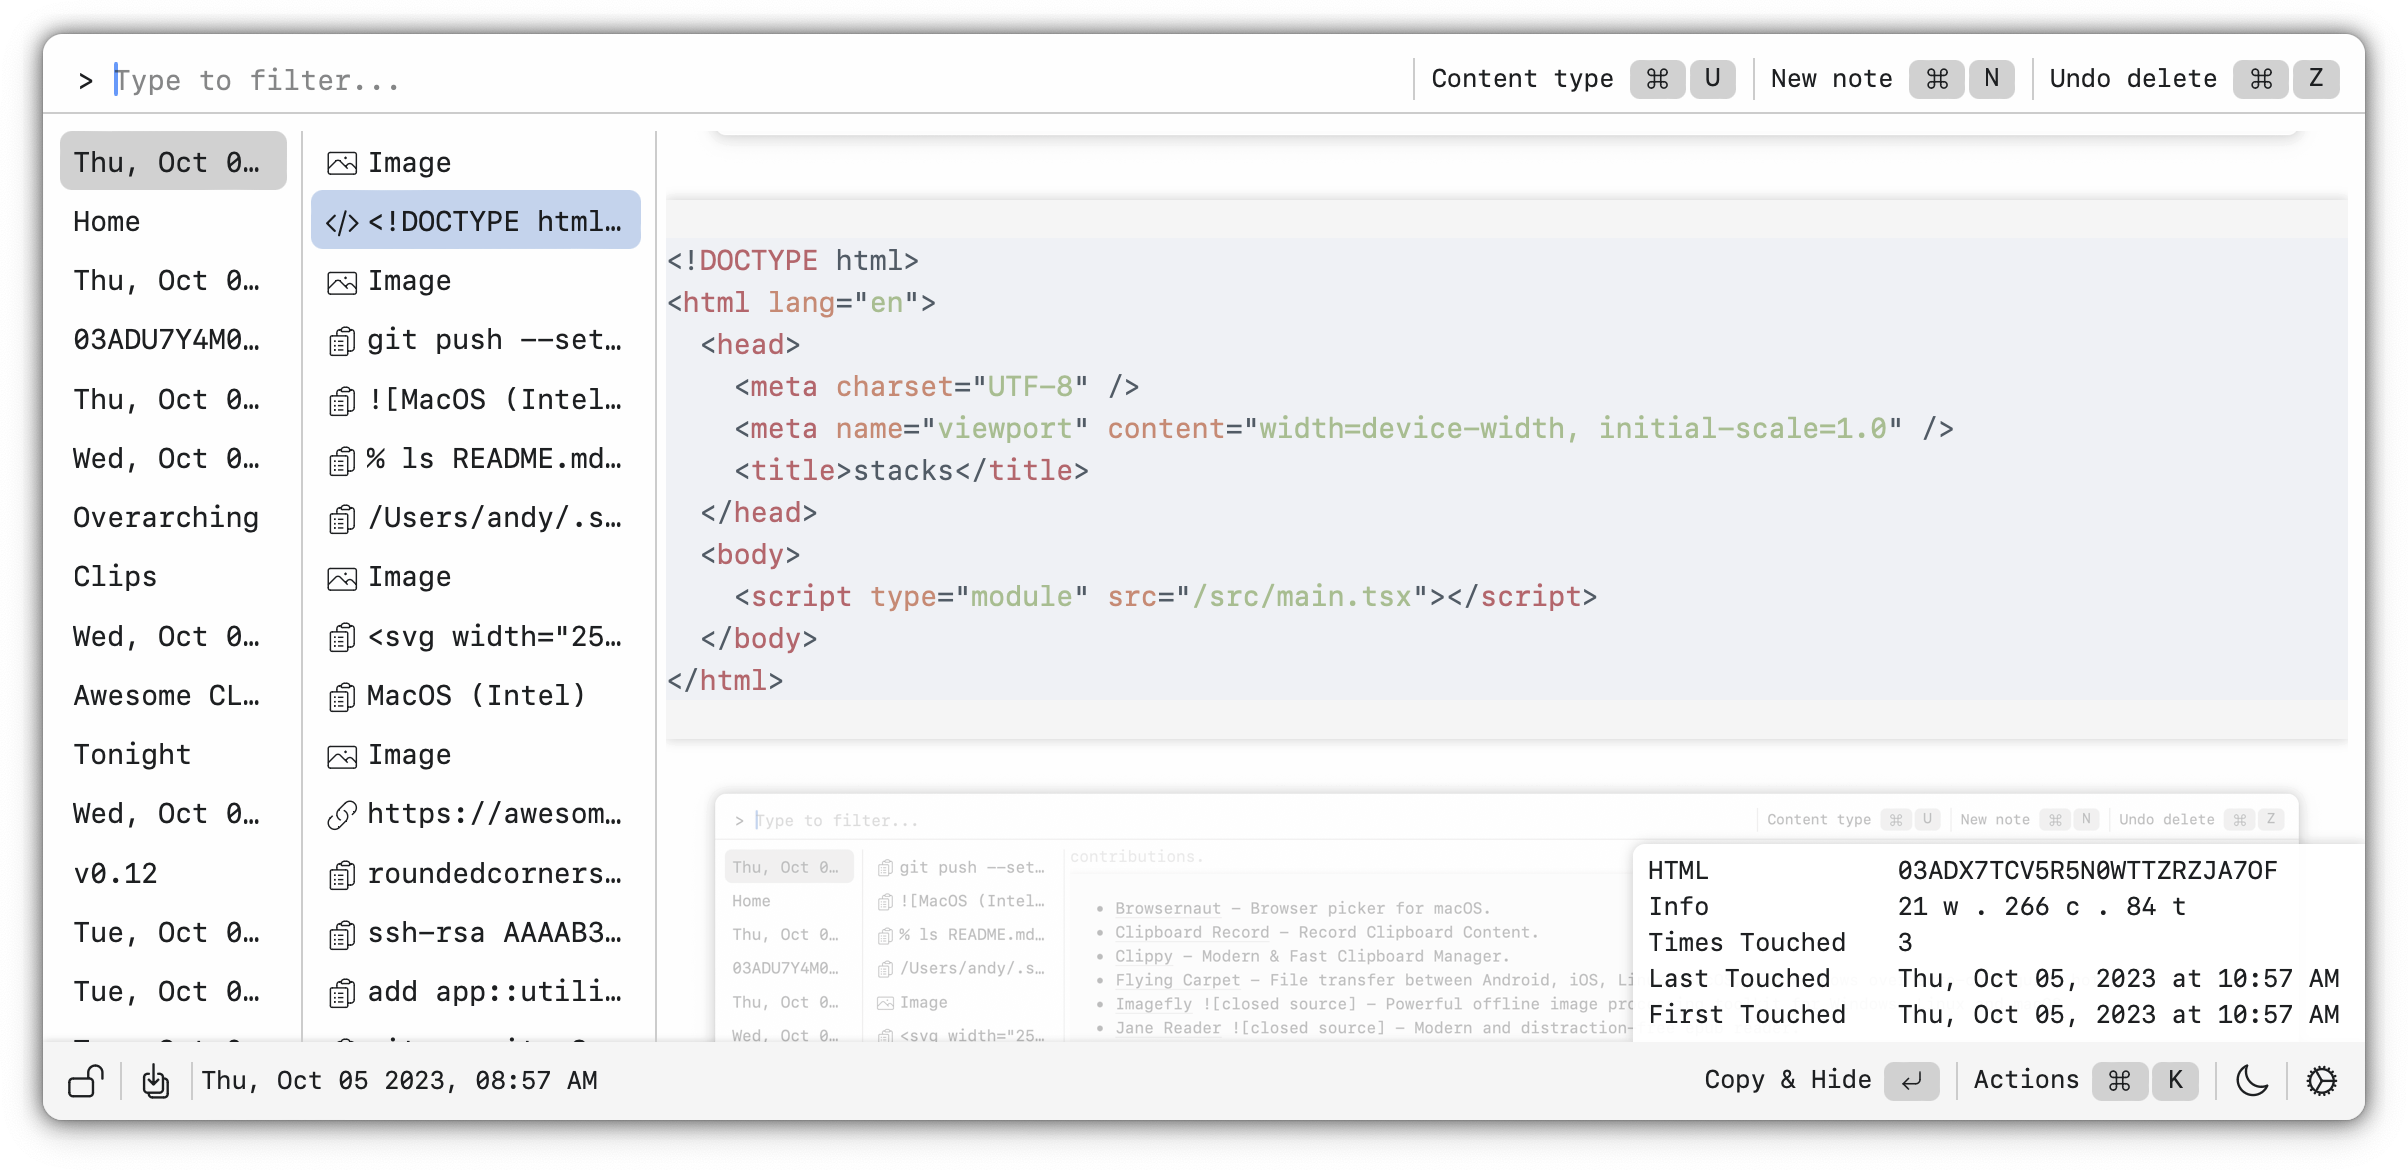 > Type to filter...
Content type ⌘ U
New note ⌘ N
Undo delete ⌘ Z
Thu, Oct 0…
Home
Thu, Oct 0…
03ADU7Y4M0…
Thu, Oct 0…
Wed, Oct 0…
Overarching
Clips
Wed, Oct 0…
Awesome CL…
Tonight
Wed, Oct 0…
v0.12
Tue, Oct 0…
Tue, Oct 0…
Image
</> <!DOCTYPE html…
Image
git push --set…
![MacOS (Intel…
% ls README.md…
/Users/andy/.s…
Image
<svg width="25…
MacOS (Intel)
Image
https://awesom…
roundedcorners…
ssh-rsa AAAAB3…
add app::utili…
<!DOCTYPE html>
<html lang="en">
<head>
<meta charset="UTF-8" />
<meta name="viewport" content="width=device-width, initial-scale=1.0" />
<title>stacks</title>
</head>
<body>
<script type="module" src="/src/main.tsx"></script>
</body>
</html>
> Type to filter...
Content type ⌘ U
New note ⌘ N
Undo delete ⌘ Z
Thu, Oct 0…
Home
Thu, Oct 0…
03ADU7Y4M0…
Thu, Oct 0…
Wed, Oct 0…
git push --set…
![MacOS (Intel…
% ls README.md…
/Users/andy/.s…
Image
<svg width="25…
contributions.
• Browsernaut – Browser picker for macOS.
• Clipboard Record – Record Clipboard Content.
• Clippy – Modern & Fast Clipboard Manager.
• Flying Carpet – File transfer between Android, iOS, Li
• Imagefly ![closed source] – Powerful offline image pro
• Jane Reader ![closed source] – Modern and distraction-
HTML 03ADX7TCV5R5N0WTTZRZJA7OF
Info 21 w . 266 c . 84 t
Times Touched 3
Last Touched Thu, Oct 05, 2023 at 10:57 AM
First Touched Thu, Oct 05, 2023 at 10:57 AM
Thu, Oct 05 2023, 08:57 AM
Copy & Hide
Actions ⌘ K